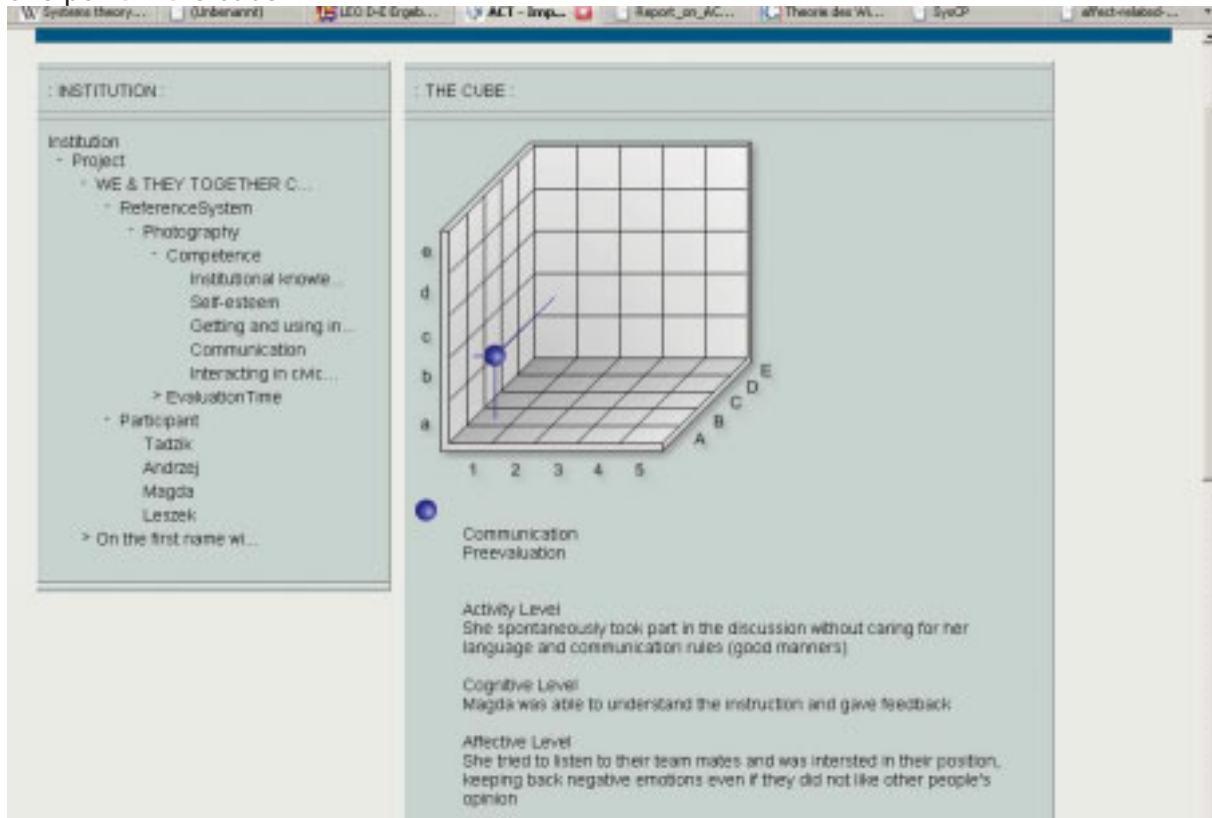 W Systems theory... (Unbenannt) LEO D-E Ergeb... ACT - Imp... Report_on_AC... Theorie des Wi... SysCP affect-related-...
: INSTITUTION :
Institution
- Project
- WE & THEY TOGETHER C...
- ReferenceSystem
- Photography
- Competence
Institutional knowle...
Self-esteem
Getting and using in...
Communication
Interacting in civic...
> EvaluationTime
- Participant
Tadzik
Andrzej
Magda
Leszek
> On the first name wi...
: THE CUBE :
e
d
c
b
a
E
D
C
B
A
1 2 3 4 5
Communication
Preevaluation
Activity Level
She spontaneously took part in the discussion without caring for her
language and communication rules (good manners)
Cognitive Level
Magda was able to understand the instruction and gave feedback
Affective Level
She tried to listen to their team mates and was intersted in their position,
keeping back negative emotions even if they did not like other people's
opinion